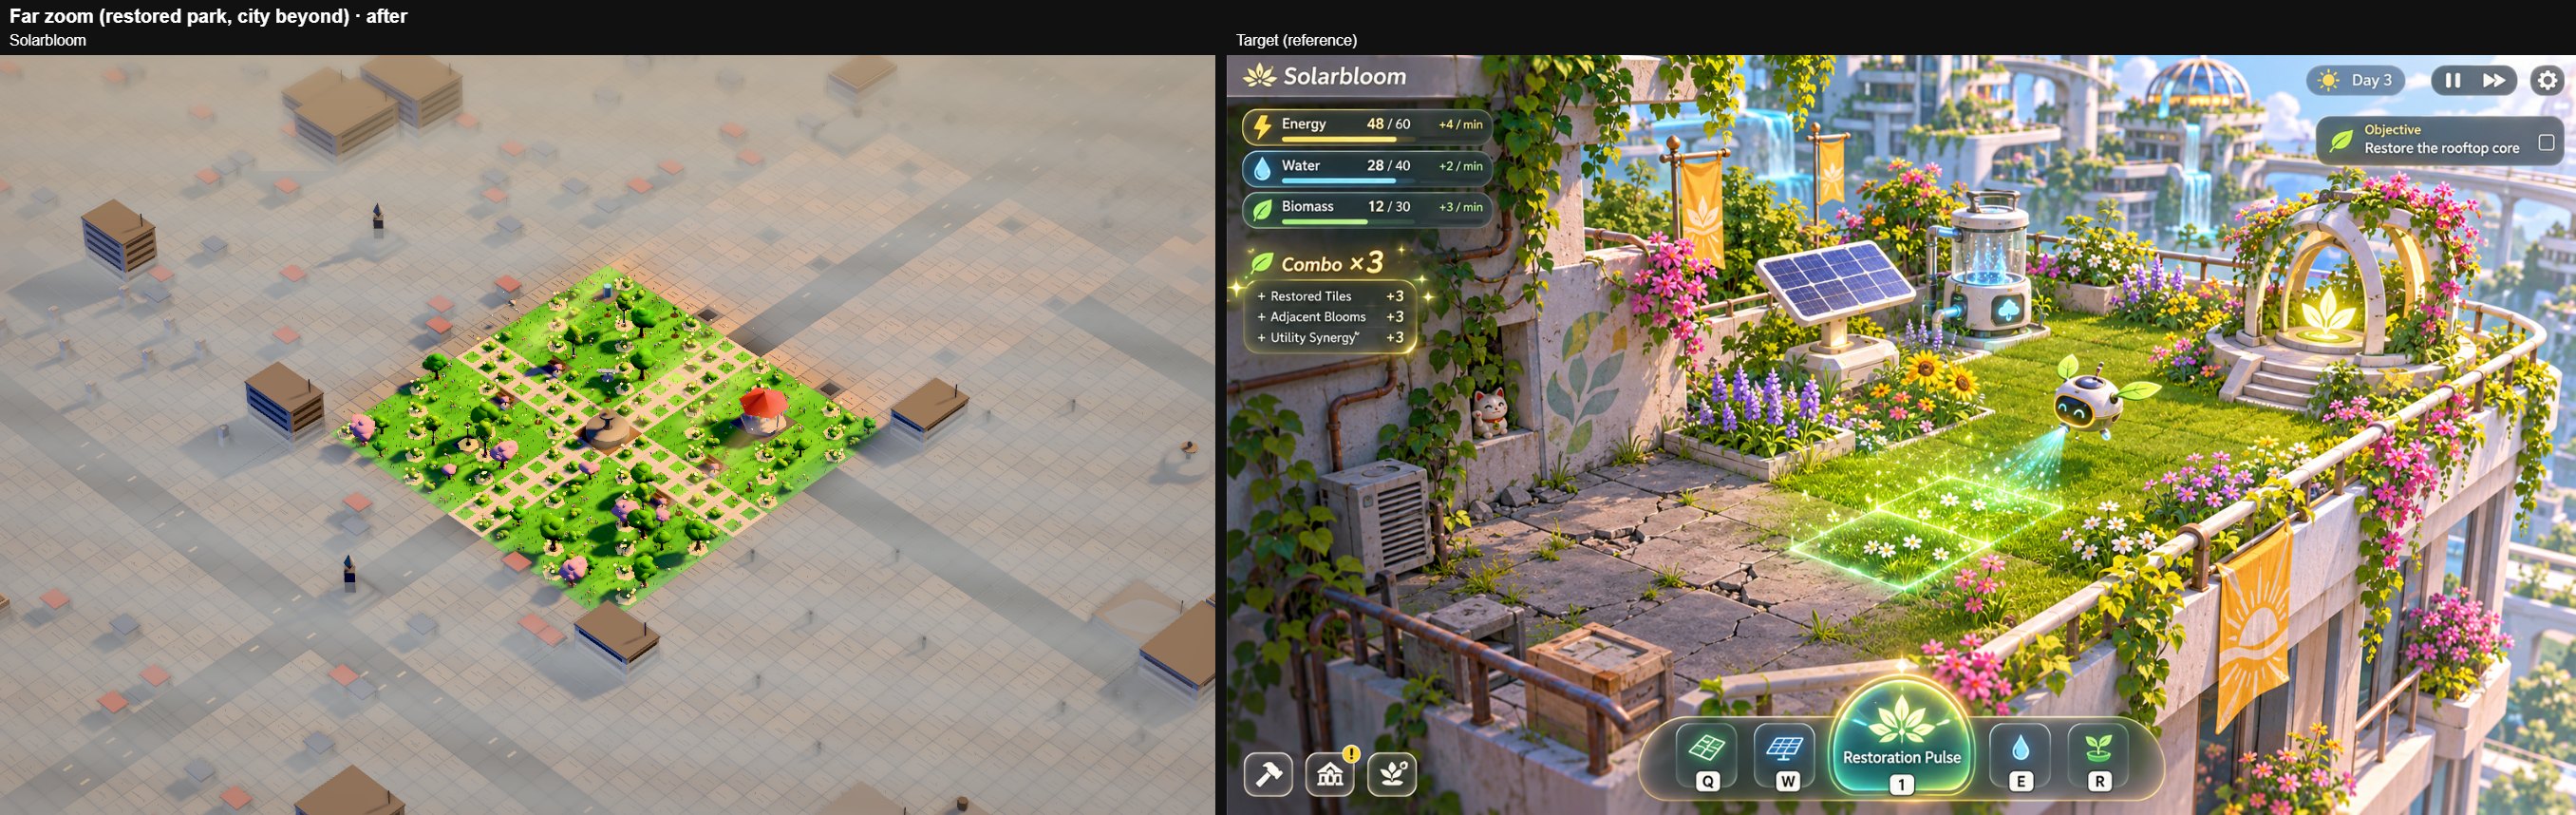 Far zoom (restored park, city beyond) · after
Solarbloom
Target (reference)
Solarbloom
Day 3
Energy 48 / 60 +4 / min
Water 28 / 40 +2 / min
Biomass 12 / 30 +3 / min
Objective
Restore the rooftop core
Combo ×3
+ Restored Tiles +3
+ Adjacent Blooms +3
+ Utility Synergy" +3
!
Restoration Pulse
Q
W
1
E
R